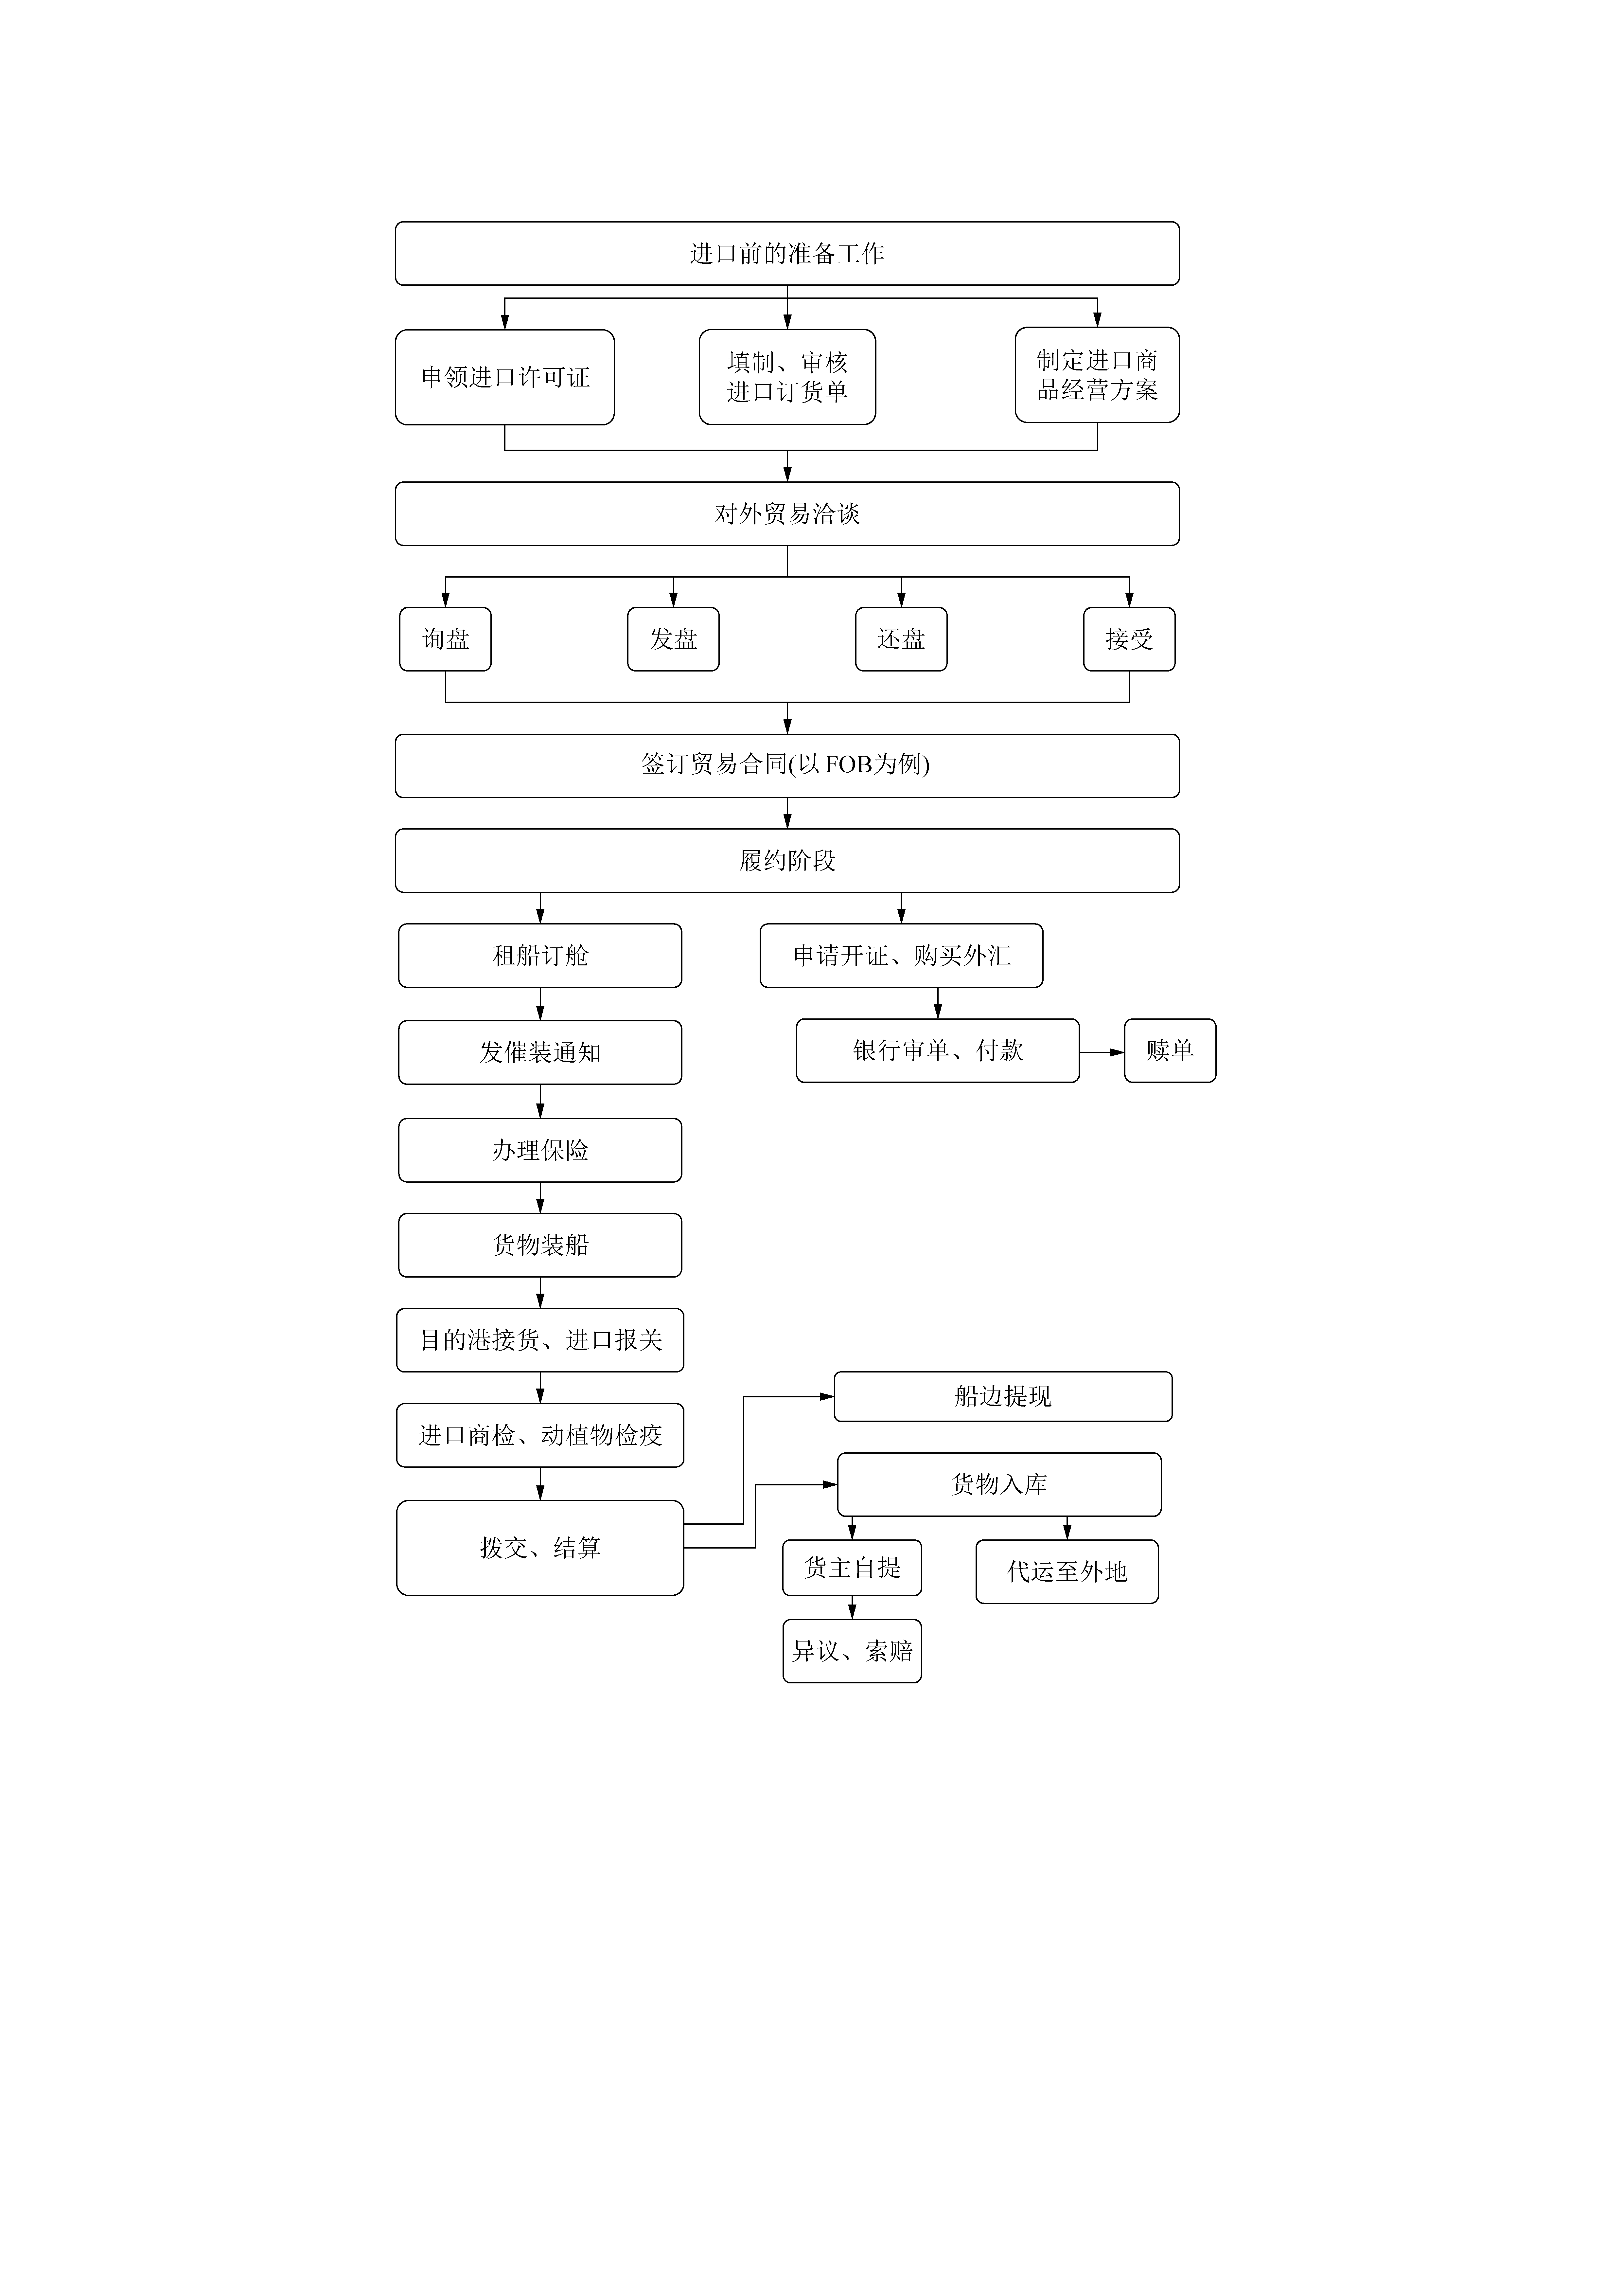 进口前的准备工作
申领进口许可证
填制、审核
进口订货单
制定进口商
品经营方案
对外贸易洽谈
询盘
发盘
还盘
接受
签订贸易合同(以 FOB为例)
履约阶段
租船订舱
申请开证、购买外汇
发催装通知
银行审单、付款
赎单
办理保险
货物装船
目的港接货、进口报关
进口商检、动植物检疫
拨交、结算
船边提现
货物入库
货主自提
代运至外地
异议、索赔